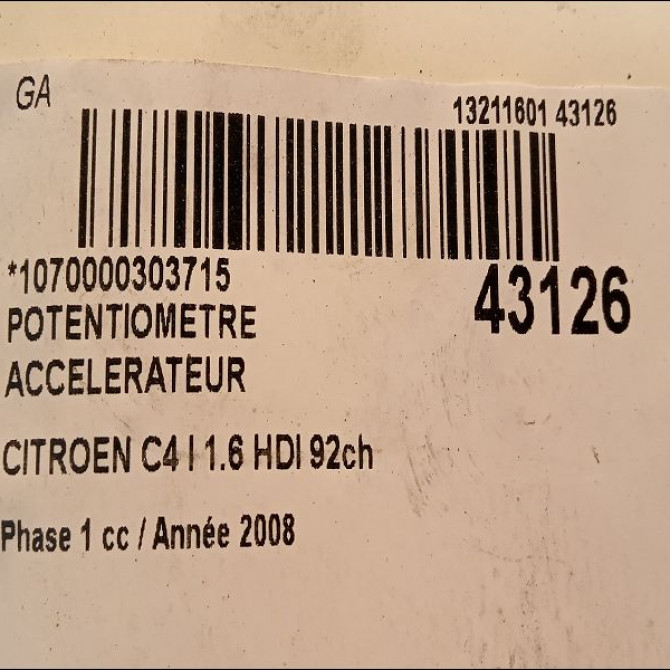 GA
13211601 43126
*1070000303715
43126
POTENTIOMETRE
ACCELERATEUR
CITROEN C4 I 1.6 HDI 92ch
Phase 1 cc / Année 2008